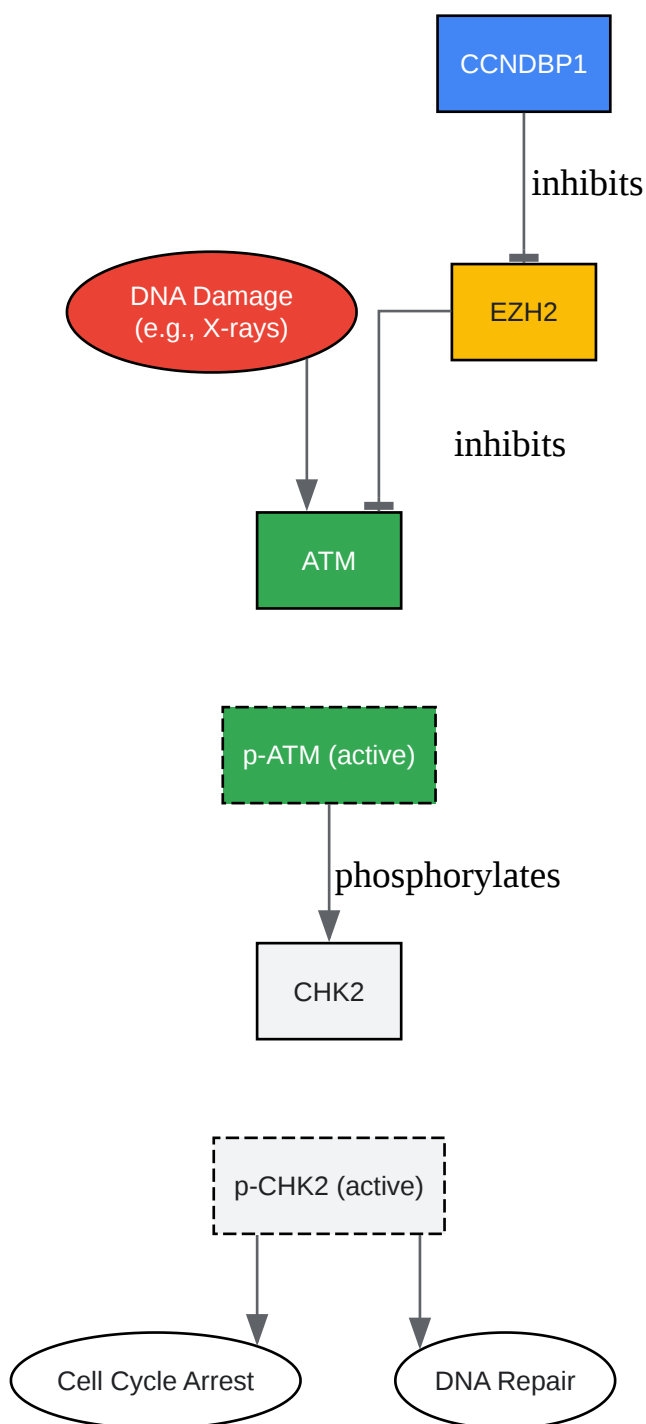 CCNDBP1
inhibits
DNA Damage
(e.g., X-rays)
EZH2
inhibits
ATM
p-ATM (active)
phosphorylates
CHK2
p-CHK2 (active)
Cell Cycle Arrest
DNA Repair